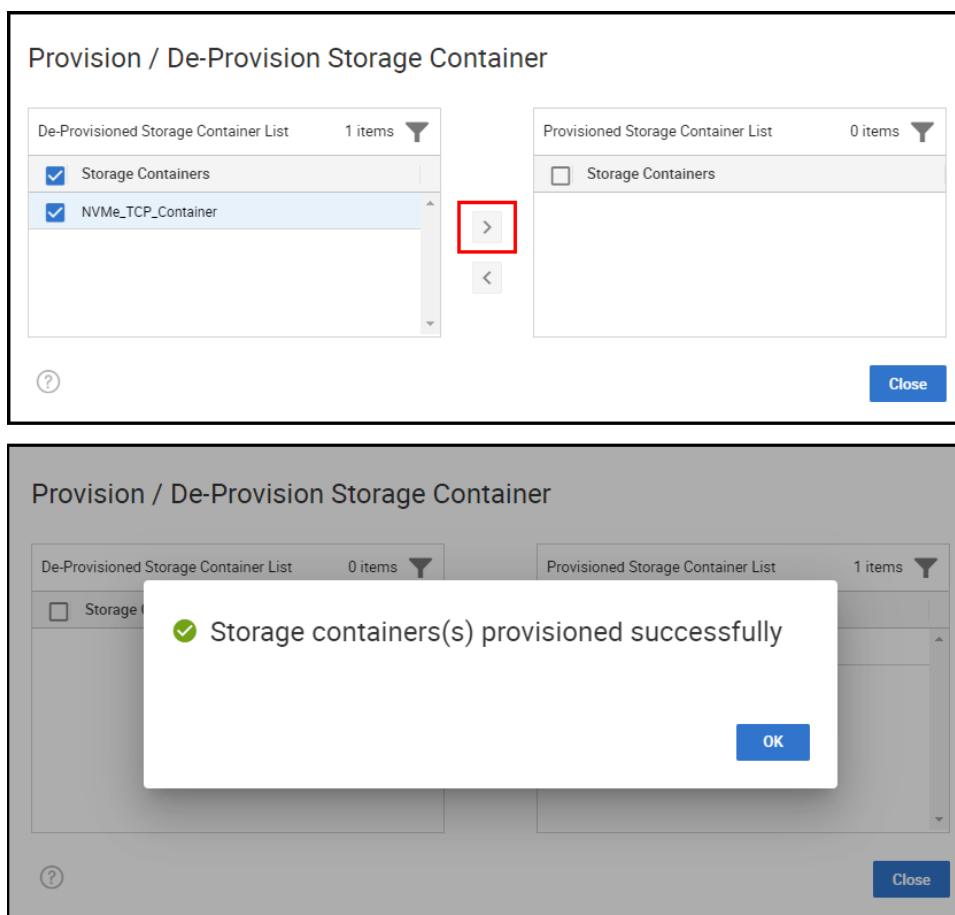 Provision / De-Provision Storage Container
De-Provisioned Storage Container List 1 items
Provisioned Storage Container List 0 items
Storage Containers
Storage Containers
NVMe_TCP_Container
>
<
?
Close
Provision / De-Provision Storage Container
De-Provisioned Storage Container List 0 items
Provisioned Storage Container List 1 items
Storage
Storage containers(s) provisioned successfully
OK
?
Close